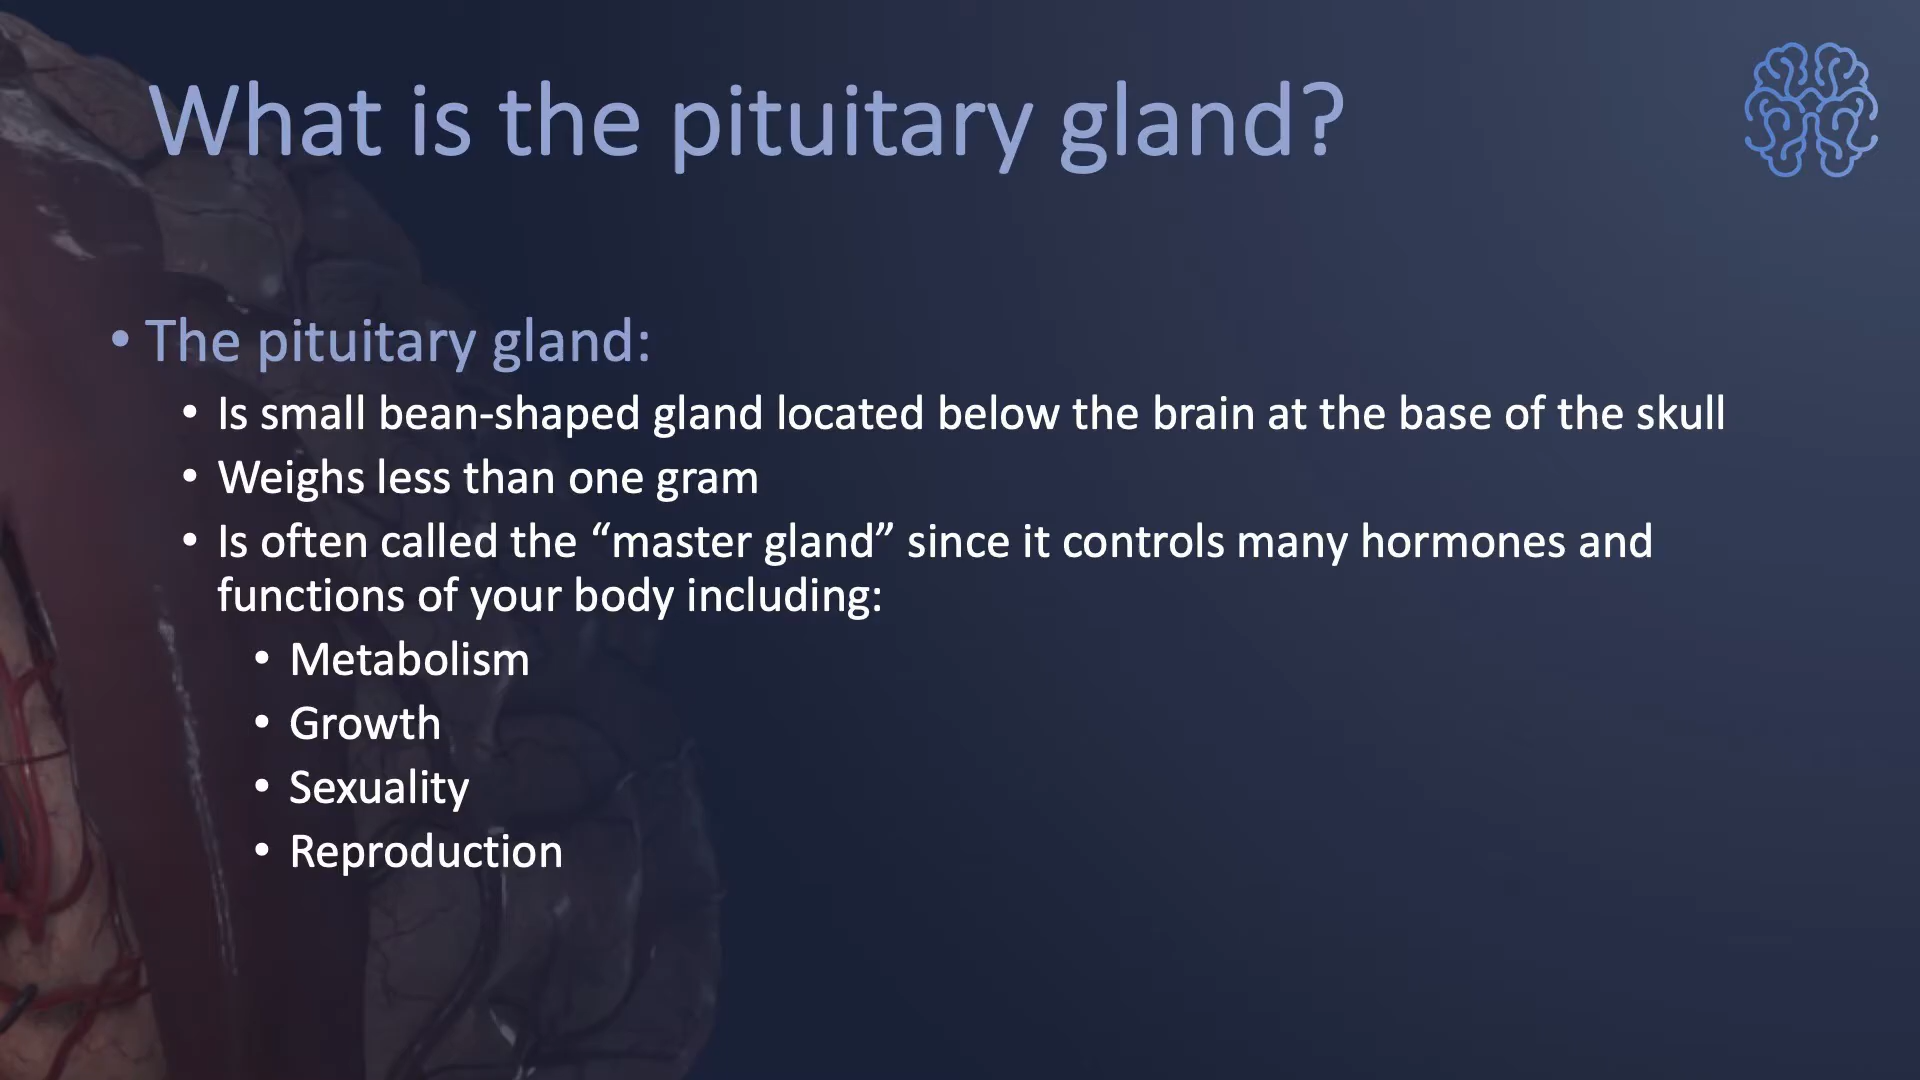 What is the pituitary gland?
• The pituitary gland:
• Is small bean-shaped gland located below the brain at the base of the skull
• Weighs less than one gram
• Is often called the “master gland” since it controls many hormones and
functions of your body including:
• Metabolism
• Growth
• Sexuality
• Reproduction